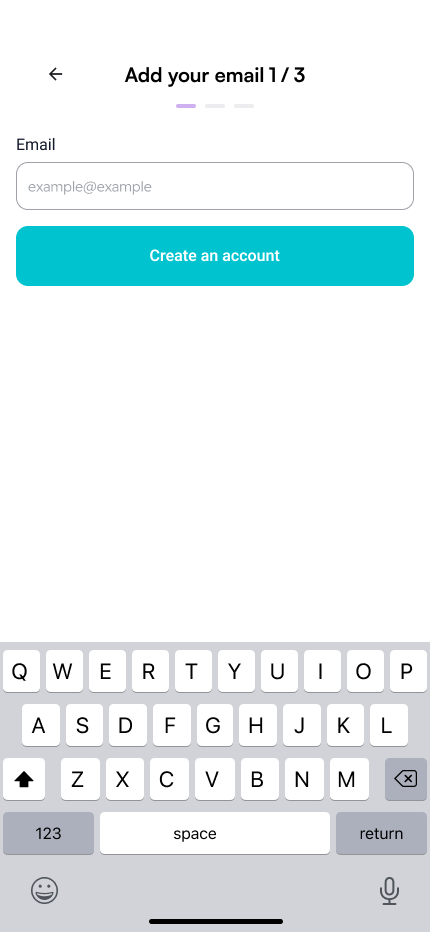 Add your email 1 / 3
Email
example@example
Create an account
Q W E R T Y U I O P
A S D F G H J K L
Z X C V B N M
123 space return